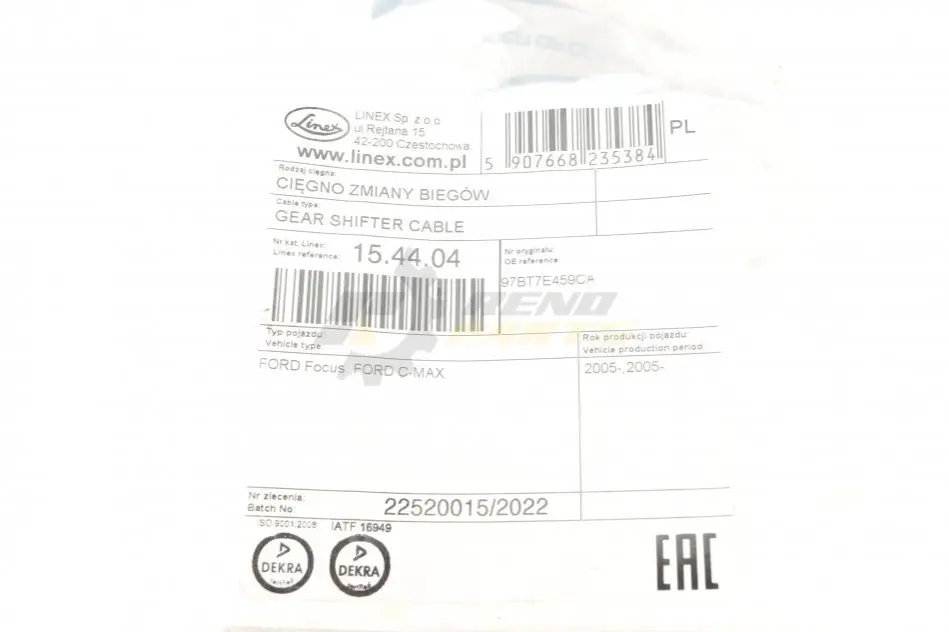 Linex
LINEX Sp. z o.o.
ul.Rejtana 15
42-200 Częstochowa
www.linex.com.pl
5 907668 235384
PL
Rodzaj cięgna:
CIĘGNO ZMIANY BIEGÓW
Cable type:
GEAR SHIFTER CABLE
Nr kat. Linex:
Linex reference:
15.44.04
Nr oryginału:
OE reference:
97BT7E459CA
RENO
PARTS
Typ pojazdu:
Vehicle type
Rok produkcji pojazdu:
Vehicle production period:
FORD Focus, FORD C-MAX,
2005-,2005-
Nr zlecenia:
Batch No:
22520015/2022
ISO 9001:2008
IATF 16949
DEKRA
DEKRA
EAC